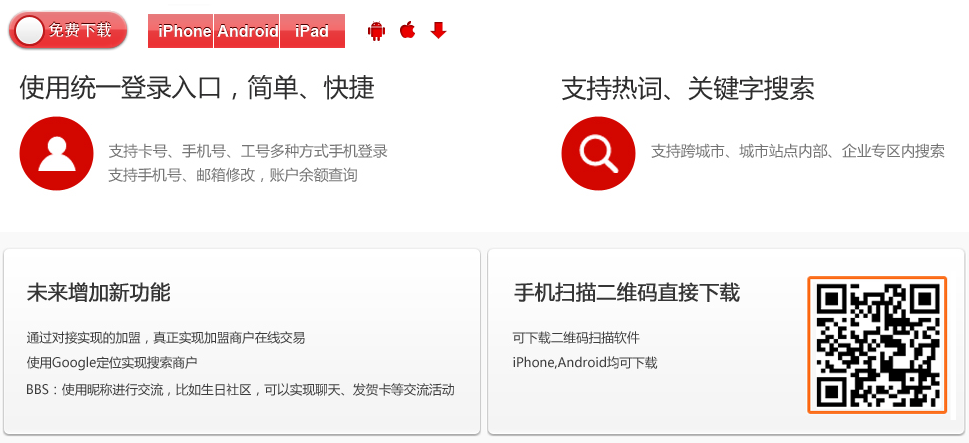 免费下载
iPhone Android iPad
使用统一登录入口，简单、快捷
支持卡号、手机号、工号多种方式手机登录
支持手机号、邮箱修改，账户余额查询
支持热词、关键字搜索
支持跨城市、城市站点内部、企业专区内搜索
未来增加新功能
通过对接实现的加盟，真正实现加盟商户在线交易
使用Google定位实现搜索商户
BBS：使用昵称进行交流，比如生日社区，可以实现聊天、发贺卡等交流活动
手机扫描二维码直接下载
可下载二维码扫描软件
iPhone,Android均可下载